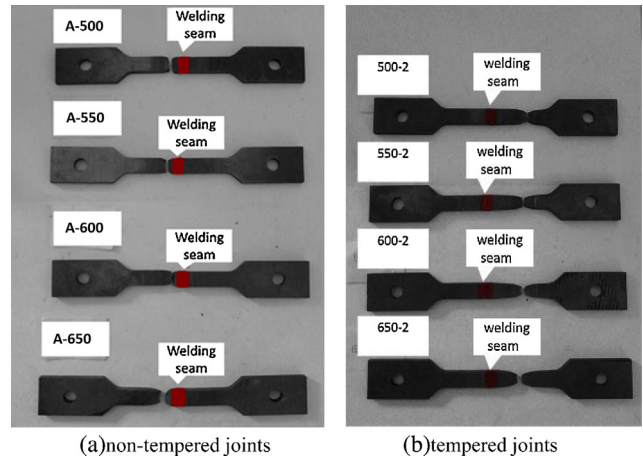 A-500
Welding
seam
A-550
Welding
seam
A-600
Welding
seam
A-650
Welding
seam
(a)non-tempered joints
500-2
welding
seam
550-2
welding
seam
600-2
welding
seam
650-2
welding
seam
(b)tempered joints